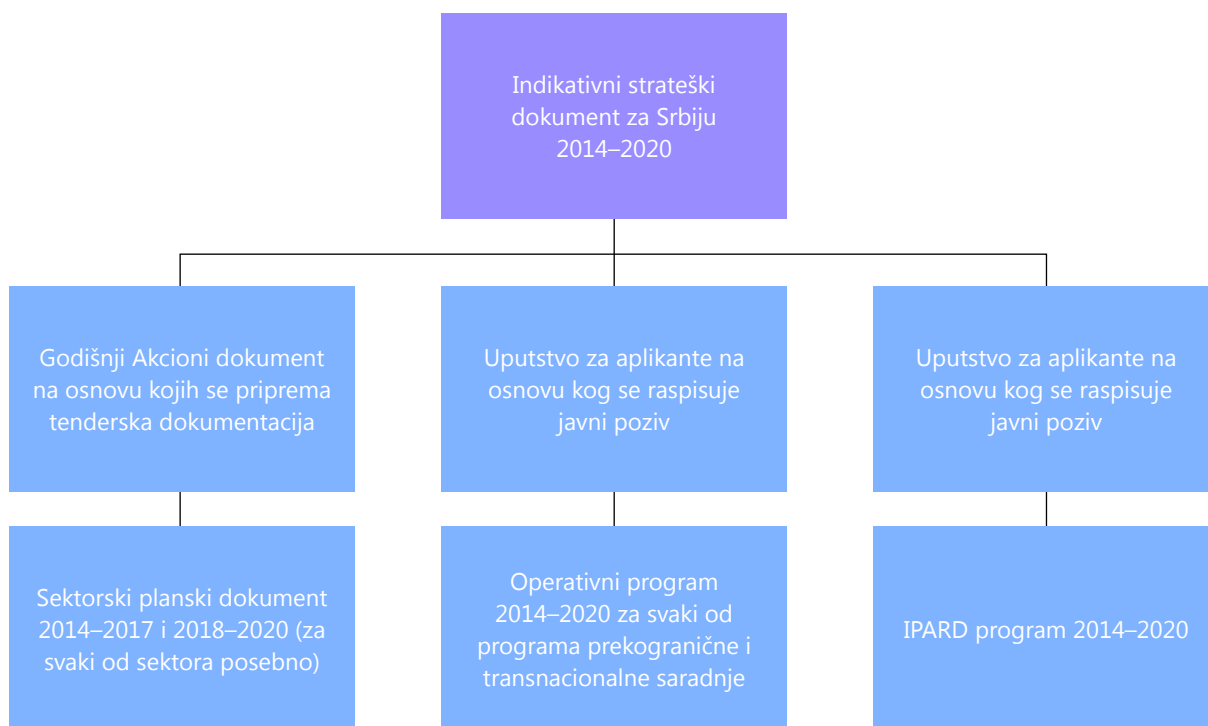 Indikativni strateški
dokument za Srbiju
2014–2020
Godišnji Akcioni dokument
na osnovu kojih se priprema
tenderska dokumentacija
Uputstvo za aplikante na
osnovu kog se raspisuje
javni poziv
Uputstvo za aplikante na
osnovu kog se raspisuje
javni poziv
Sektorski planski dokument
2014–2017 i 2018–2020 (za
svaki od sektora posebno)
Operativni program
2014–2020 za svaki od
programa prekogranične i
transnacionalne saradnje
IPARD program 2014–2020